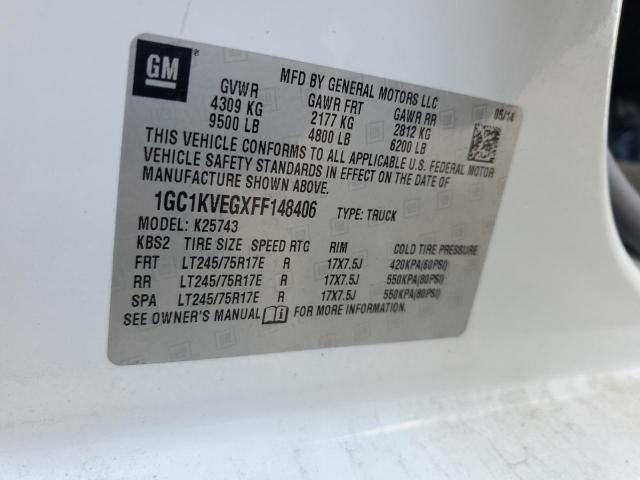 GM
MFD BY GENERAL MOTORS LLC
05/14
GVWR GAWR FRT GAWR RR
4309 KG 2177 KG 2812 KG
9500 LB 4800 LB 6200 LB
THIS VEHICLE CONFORMS TO ALL APPLICABLE U.S. FEDERAL MOTOR
VEHICLE SAFETY STANDARDS IN EFFECT ON THE DATE OF
MANUFACTURE SHOWN ABOVE.
1GC1KVEGXFF148406 TYPE: TRUCK
MODEL: K25743
KBS2 TIRE SIZE SPEED RTG RIM COLD TIRE PRESSURE
FRT LT245/75R17E R 17X7.5J 420KPA(60PSI)
RR LT245/75R17E R 17X7.5J 550KPA(80PSI)
SPA LT245/75R17E R 17X7.5J 550KPA(80PSI)
SEE OWNER'S MANUAL FOR MORE INFORMATION.